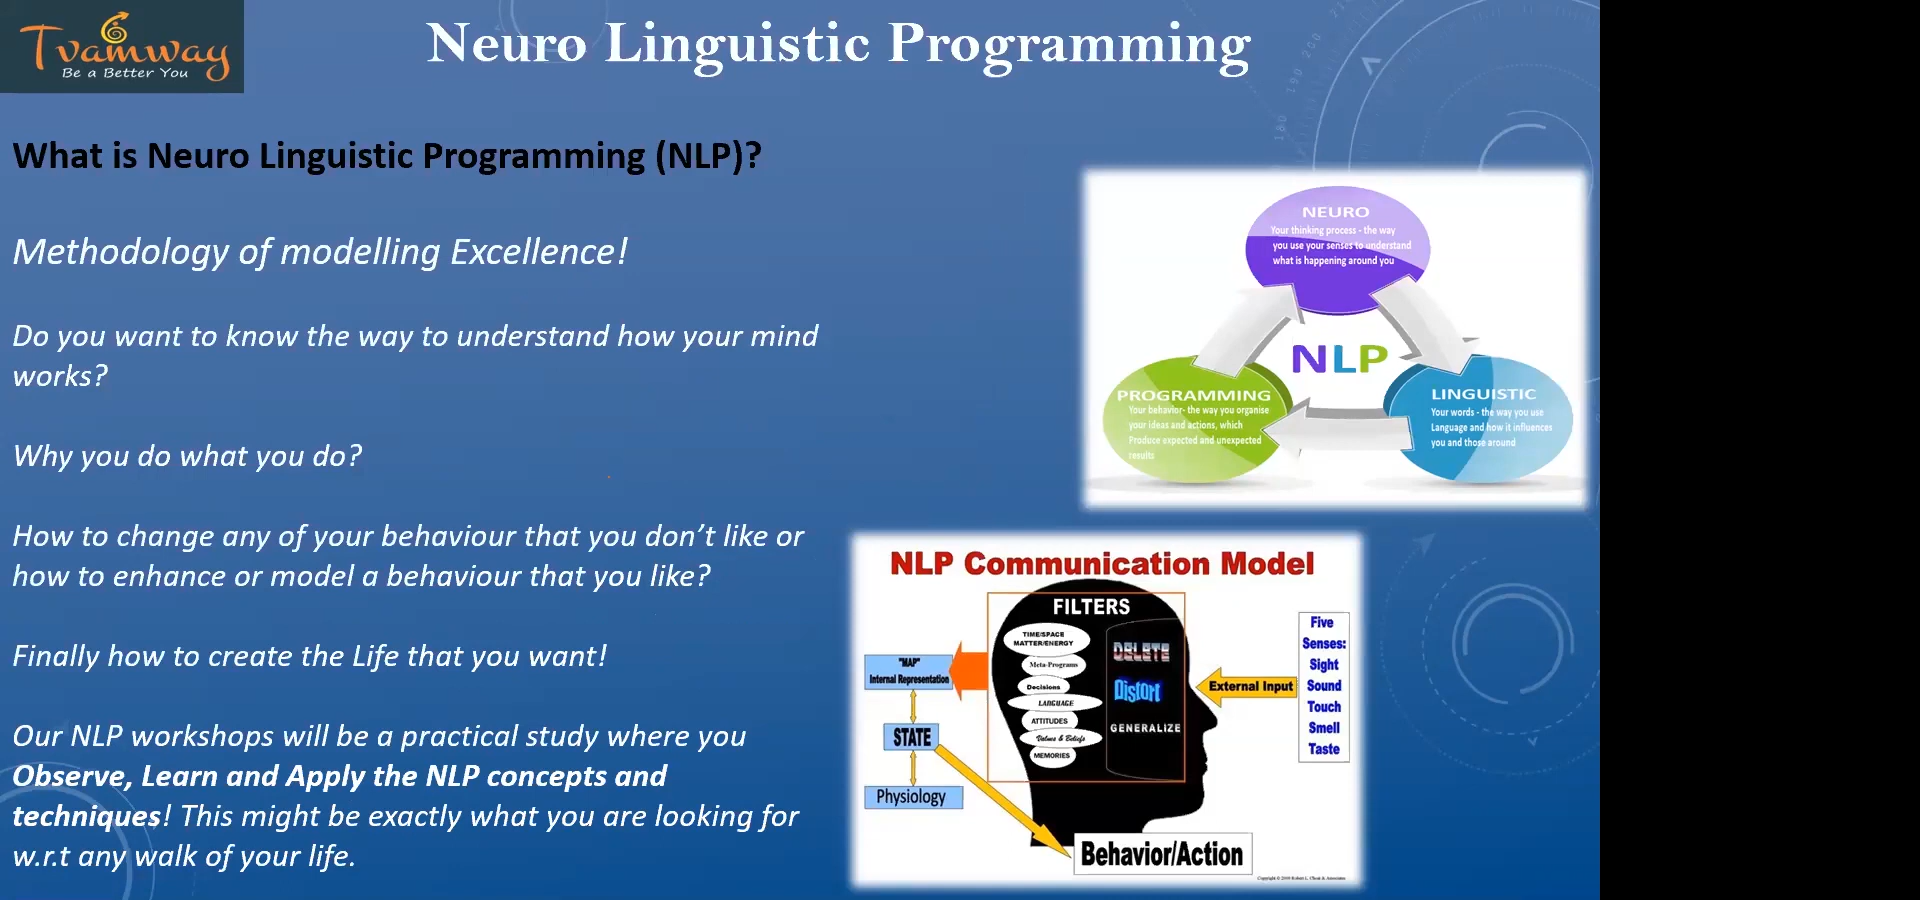 Tvamway
Be a Better You
Neuro Linguistic Programming
What is Neuro Linguistic Programming (NLP)?
Methodology of modelling Excellence!
Do you want to know the way to understand how your mind
works?
Why you do what you do?
How to change any of your behaviour that you don't like or
how to enhance or model a behaviour that you like?
Finally how to create the Life that you want!
Our NLP workshops will be a practical study where you
Observe, Learn and Apply the NLP concepts and
techniques! This might be exactly what you are looking for
w.r.t any walk of your life.
NEURO
Your thinking process - the way
you use your senses to understand
what is happening around you
NLP
PROGRAMMING
Your behavior- the way you organise
your ideas and actions, which
Produce expected and unexpected
results
LINGUISTIC
Your words - the way you use
Language and how it influences
you and those around
NLP Communication Model
FILTERS
TIME/SPACE
MATTER/ENERGY
Meta-Programs
Decisions
LANGUAGE
ATTITUDES
Values & Beliefs
MEMORIES
DELETE
Distort
GENERALIZE
"MAP"
Internal Representation
STATE
Physiology
External Input
Five
Senses:
Sight
Sound
Touch
Smell
Taste
Behavior/Action
160
190 200